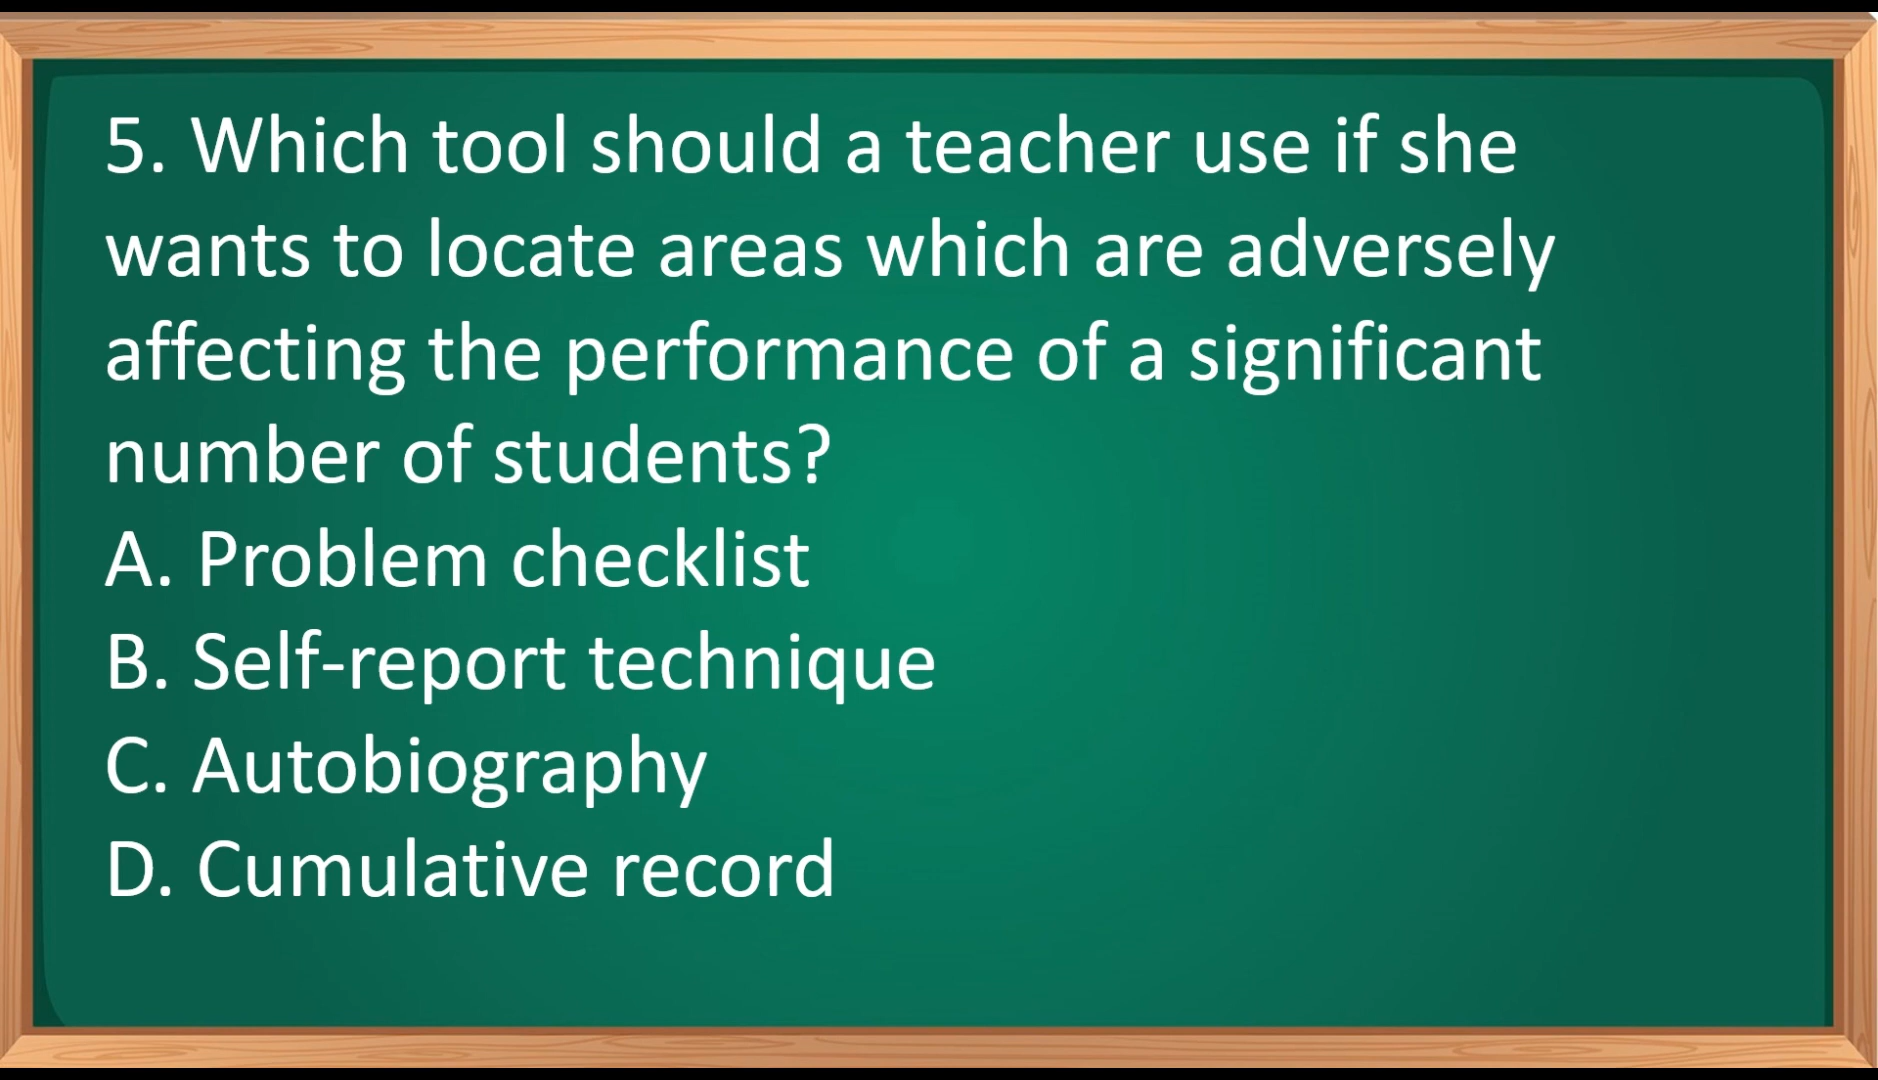 5. Which tool should a teacher use if she
wants to locate areas which are adversely
affecting the performance of a significant
number of students?
A. Problem checklist
B. Self-report technique
C. Autobiography
D. Cumulative record